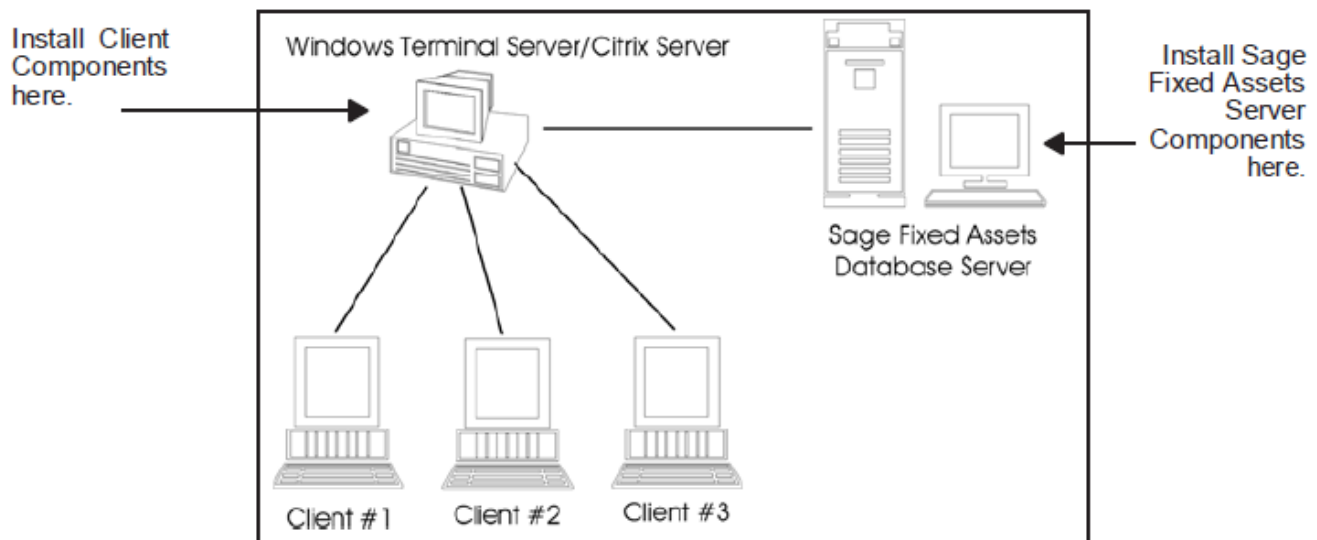 Install Client
Components
here.
Windows Terminal Server/Citrix Server
Install Sage
Fixed Assets
Server
Components
here.
Sage Fixed Assets
Database Server
Client #1
Client #2
Client #3